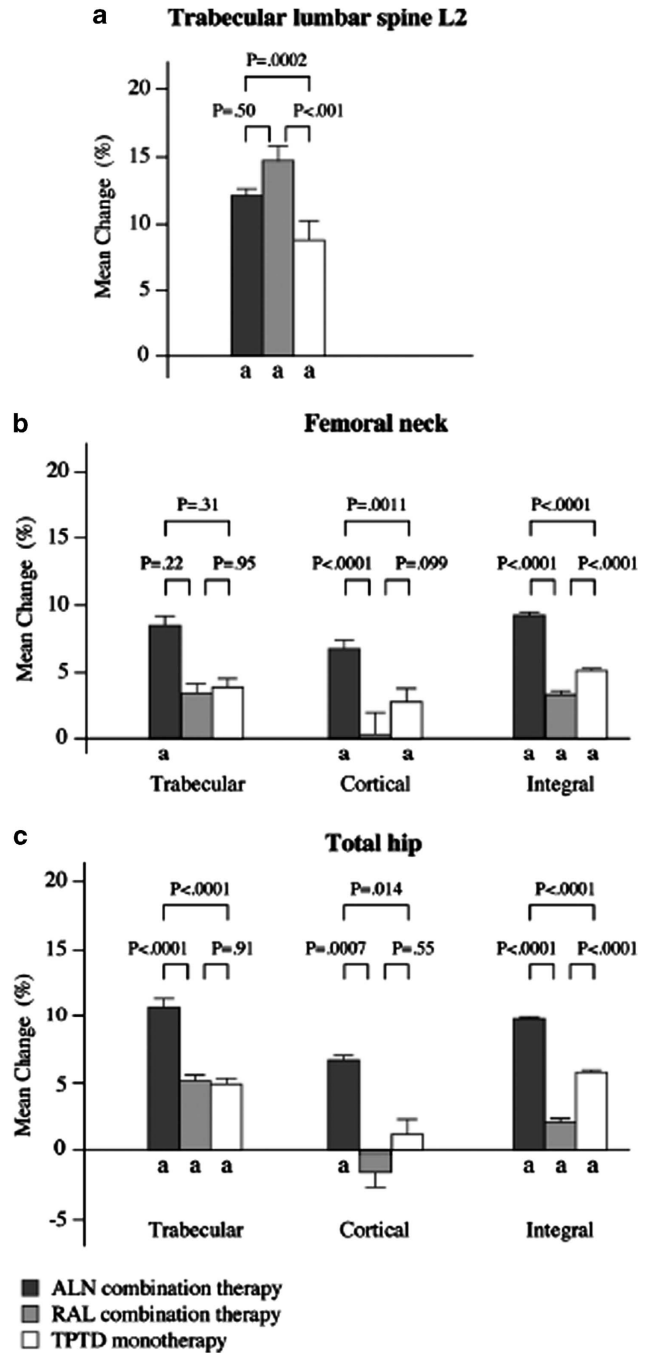 a Trabecular lumbar spine L2
P=.0002
P=.50 P<.001
20
15
10
5
0
Mean Change (%)
a a a
b Femoral neck
20
15
10
5
0
Mean Change (%)
P=.31 P=.0011 P<.0001
P=.22 P=.95 P<.0001 P=.099 P<.0001 P<.0001
a a a a a a
Trabecular Cortical Integral
c Total hip
20
15
10
5
0
-5
Mean Change (%)
P<.0001 P=.014 P<.0001
P<.0001 P=.91 P=.0007 P=.55 P<.0001 P<.0001
a a a a a a a
Trabecular Cortical Integral
ALN combination therapy
RAL combination therapy
TPTD monotherapy